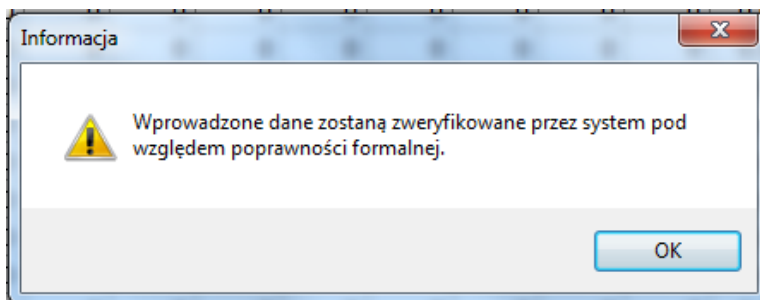 Informacja
Wprowadzone dane zostaną zweryfikowane przez system pod
względem poprawności formalnej.
OK